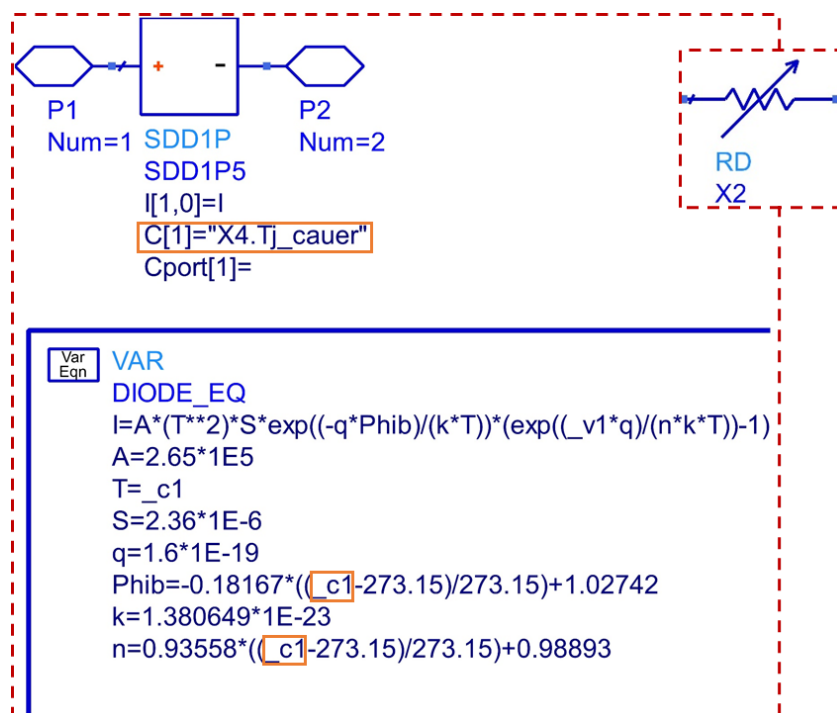 +
-
P1
Num=1
SDD1P
SDD1P5
I[1,0]=I
C[1]="X4.Tj_cauer"
Cport[1]=
P2
Num=2
RD
X2
Var
Eqn
VAR
DIODE_EQ
I=A*(T**2)*S*exp((-q*Phib)/(k*T))*(exp((_v1*q)/(n*k*T))-1)
A=2.65*1E5
T=_c1
S=2.36*1E-6
q=1.6*1E-19
Phib=-0.18167*((_c1-273.15)/273.15)+1.02742
k=1.380649*1E-23
n=0.93558*((_c1-273.15)/273.15)+0.98893